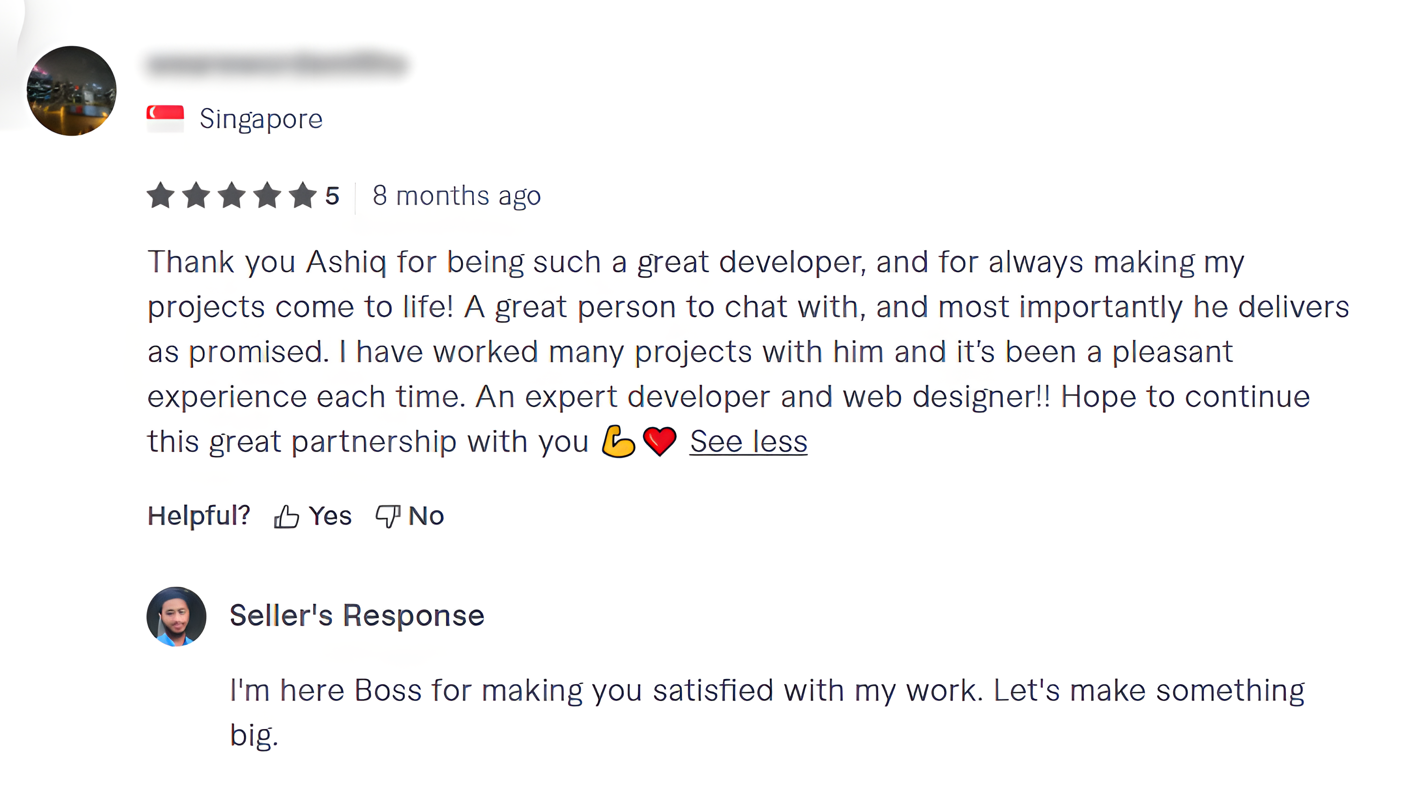 Singapore
5 8 months ago
Thank you Ashiq for being such a great developer, and for always making my
projects come to life! A great person to chat with, and most importantly he delivers
as promised. I have worked many projects with him and it’s been a pleasant
experience each time. An expert developer and web designer!! Hope to continue
this great partnership with you 💪❤️ See less
Helpful? Yes No
Seller's Response
I'm here Boss for making you satisfied with my work. Let's make something
big.